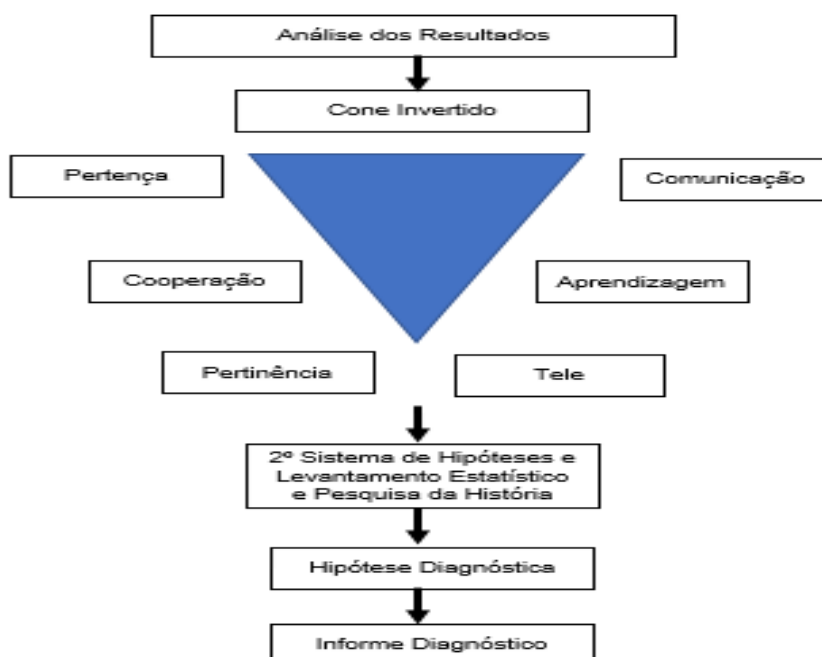 Análise dos Resultados
Cone Invertido
Pertença
Comunicação
Cooperação
Aprendizagem
Pertinência
Tele
2º Sistema de Hipóteses e
Levantamento Estatístico
e Pesquisa da História
Hipótese Diagnóstica
Informe Diagnóstico